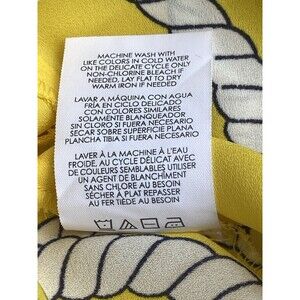 MACHINE WASH WITH
LIKE COLORS IN COLD WATER
ON THE DELICATE CYCLE ONLY
NON-CHLORINE BLEACH IF
NEEDED, LAY FLAT TO DRY
WARM IRON IF NEEDED
LAVAR A MÁQUINA CON AGUA
FRÍA EN CICLO DELICADO
CON COLORES SIMILARES
SOLAMENTE BLANQUEADOR
SIN CLORO SI FUERA NECESARIO
SECAR SOBRE SUPERFICIE PLANA
PLANCHA TIBIA SI FUERA NECESARIO
LAVER À LA MACHINE À L'EAU
FROIDE, AU CYCLE DÉLICAT AVEC
DE COULEURS SEMBLABLES UTILISER
UN AGENT DE BLANCHIMENT
SANS CHLORE AU BESOIN
SÉCHER À PLAT REPASSER
AU FER TIÈDE AU BESOIN